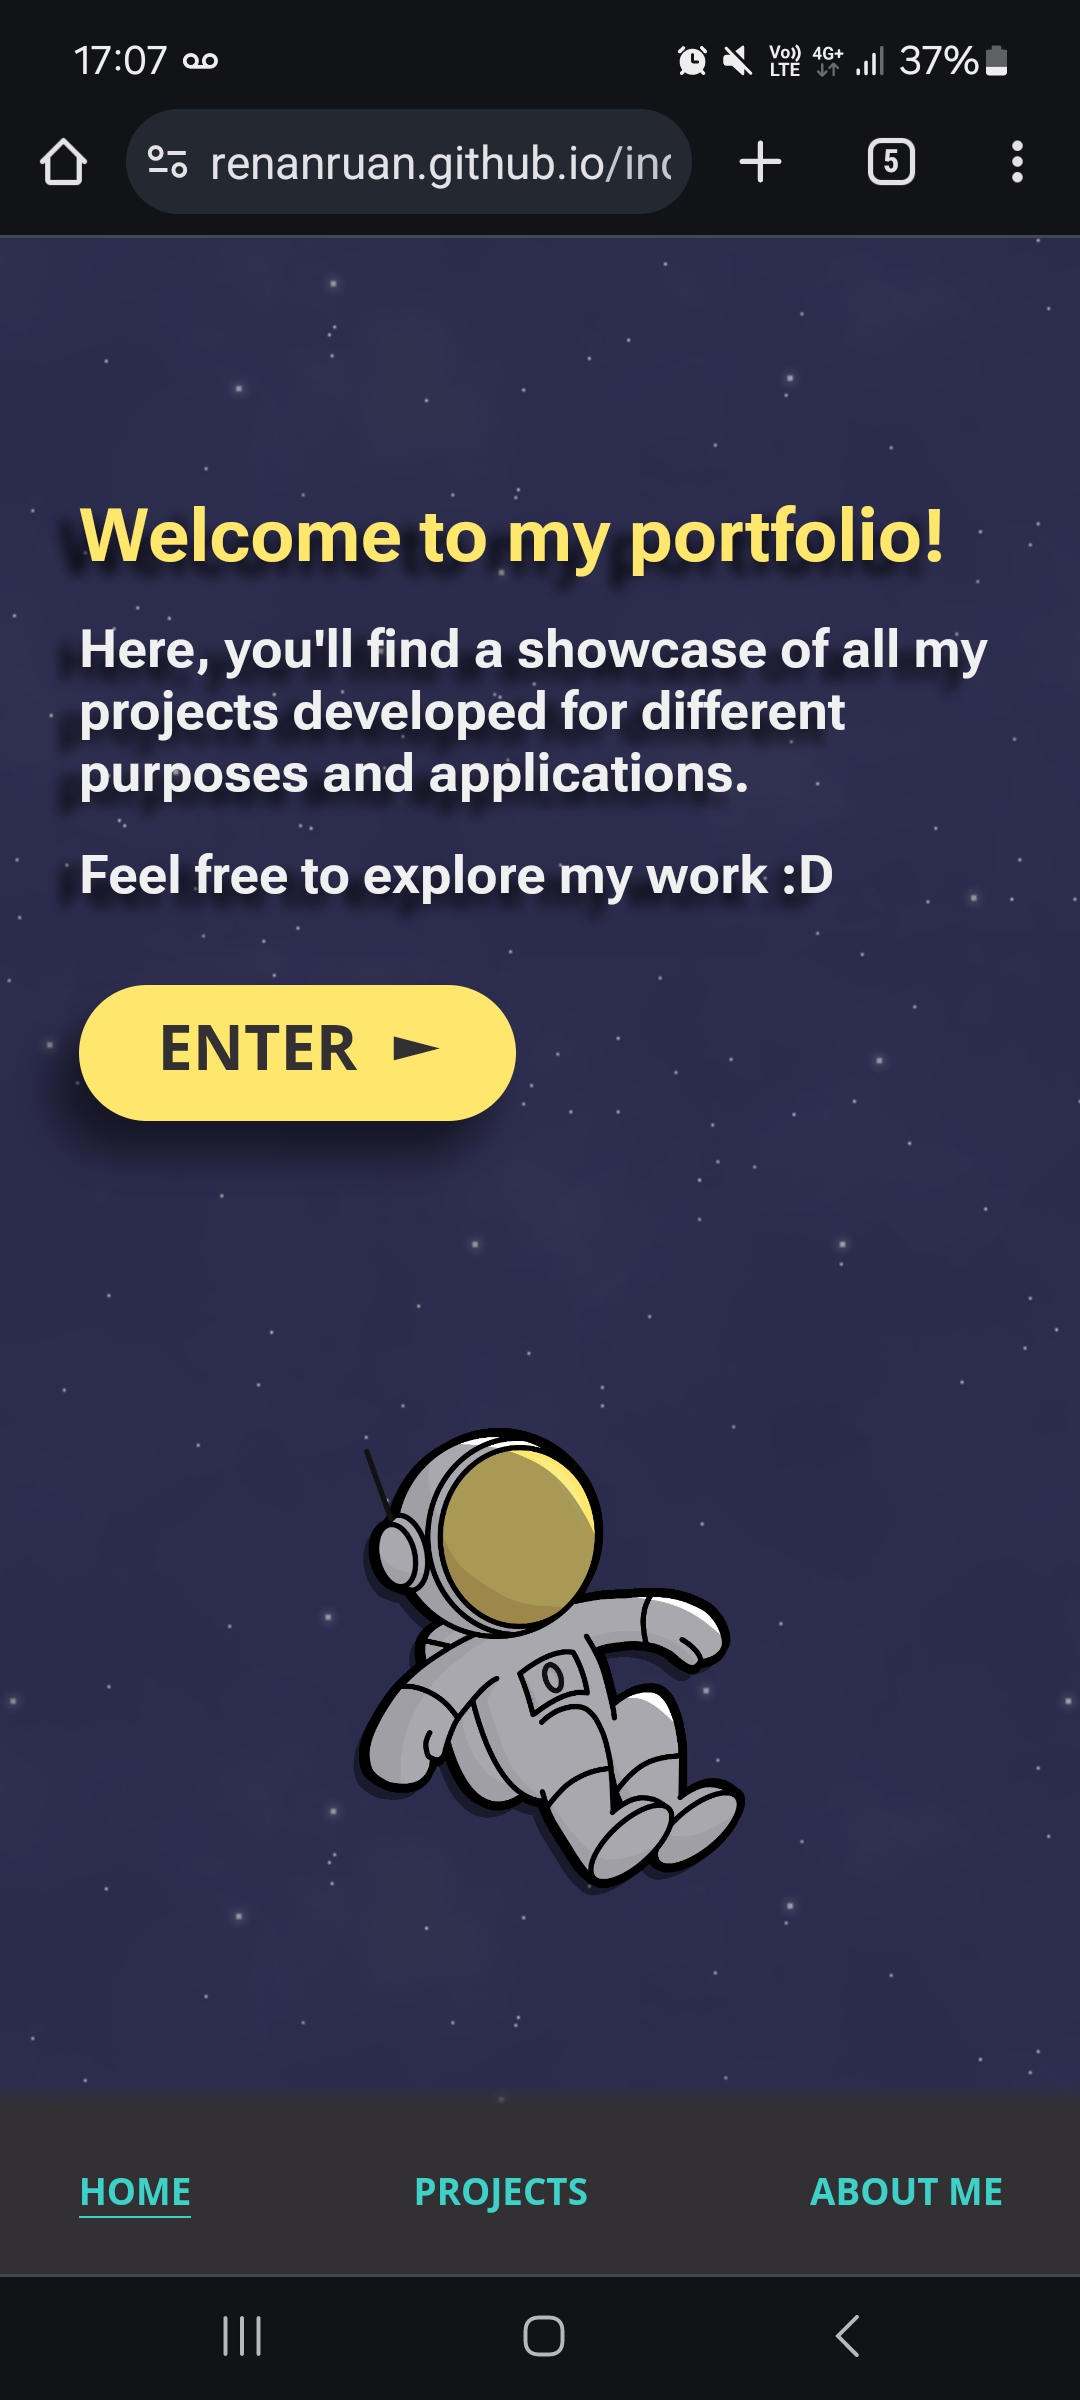 17:07
Vo)) 4G+ 37%
LTE
renanruan.github.io/in
5
Welcome to my portfolio!
Here, you'll find a showcase of all my
projects developed for different
purposes and applications.
Feel free to explore my work :D
ENTER ►
0
HOME PROJECTS ABOUT ME